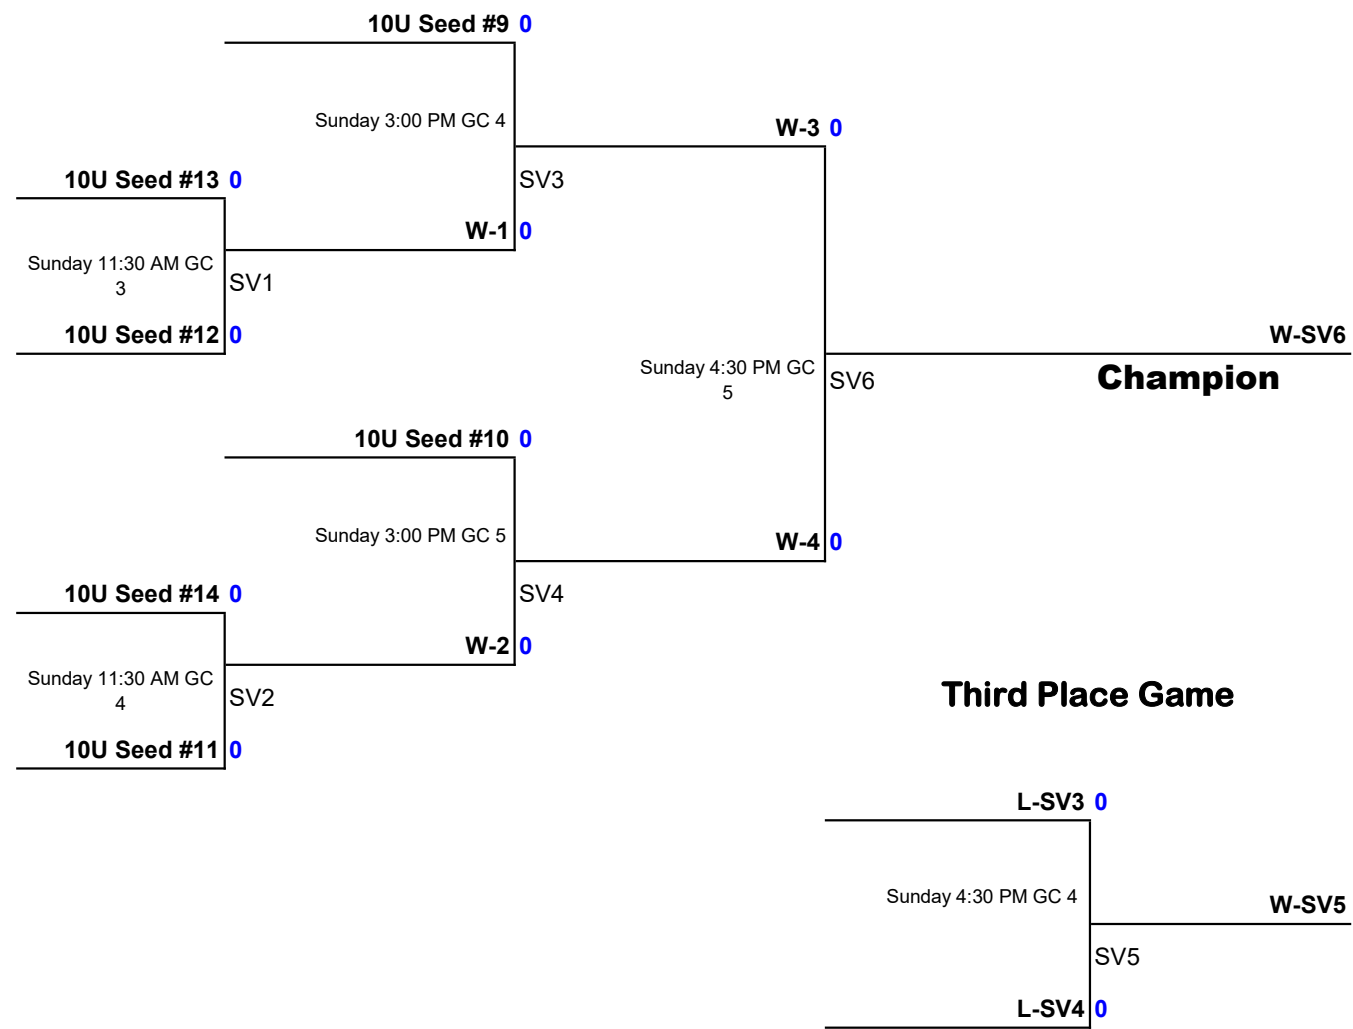 10U Seed #9 0
Sunday 3:00 PM GC 4
W-3 0
10U Seed #13 0
SV3
W-1 0
Sunday 11:30 AM GC
3
SV1
10U Seed #12 0
W-SV6
Sunday 4:30 PM GC
5
SV6
Champion
10U Seed #10 0
Sunday 3:00 PM GC 5
W-4 0
10U Seed #14 0
SV4
W-2 0
Sunday 11:30 AM GC
4
SV2
Third Place Game
10U Seed #11 0
L-SV3 0
Sunday 4:30 PM GC 4
W-SV5
SV5
L-SV4 0